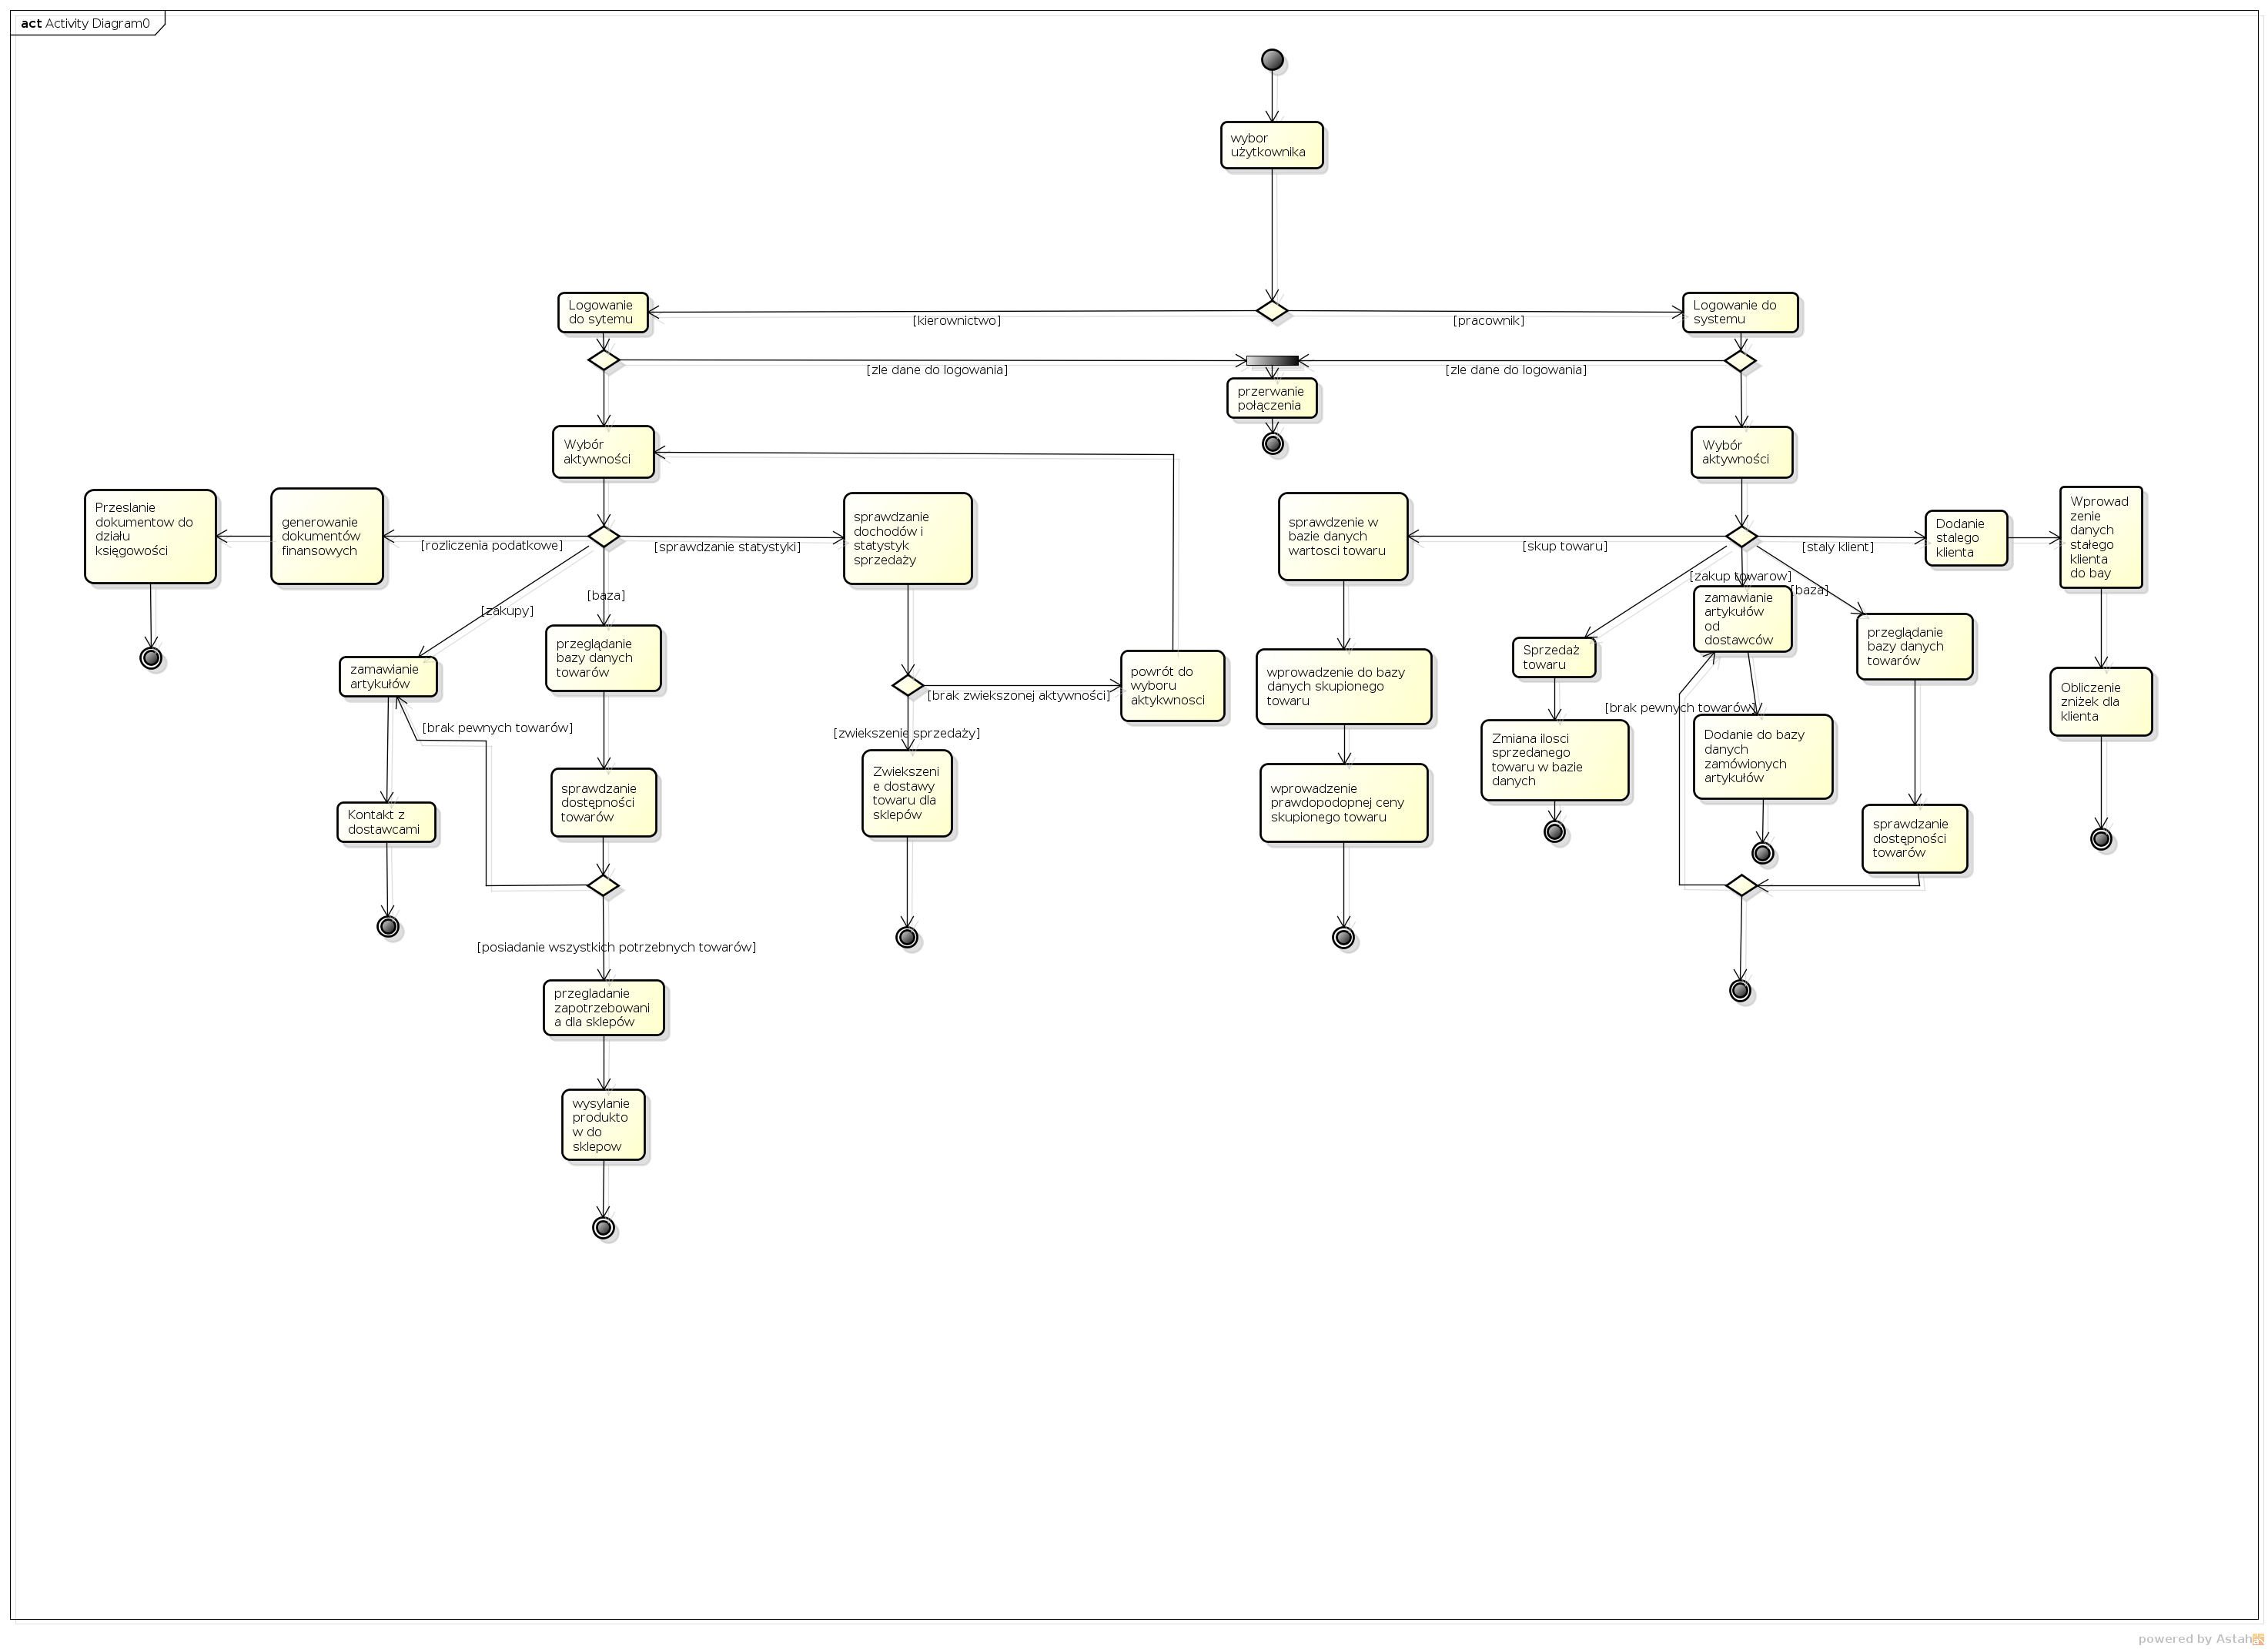 act Activity Diagram0
wybor
użytkownika
Logowanie
do sytemu
[kierownictwo]
[pracownik]
Logowanie do
systemu
[zle dane do logowania]
[zle dane do logowania]
przerwanie
połączenia
Wybór
aktywności
Wybór
aktywności
Przeslanie
dokumentow do
działu
księgowości
generowanie
dokumentów
finansowych
[rozliczenia podatkowe]
[sprawdzanie statystyki]
sprawdzanie
dochodów i
statystyk
sprzedaży
sprawdzenie w
bazie danych
wartosci towaru
[skup towaru]
[staly klient]
Dodanie
stalego
klienta
Wprowad
zenie
danych
stałego
klienta
do bay
[zakupy]
[baza]
[zakup towarow]
[baza]
zamawianie
artykułów
przeglądanie
bazy danych
towarów
powrót do
wyboru
aktykwnosci
[brak zwiekszonej aktywności]
wprowadzenie do bazy
danych skupionego
towaru
Sprzedaż
towaru
zamawianie
artykułów
od
dostawców
przeglądanie
bazy danych
towarów
Obliczenie
zniżek dla
klienta
[brak pewnych towarów]
[zwiekszenie sprzedaży]
[brak pewnych towarów]
Kontakt z
dostawcami
sprawdzanie
dostępności
towarów
Zwiekszeni
e dostawy
towaru dla
sklepów
wprowadzenie
prawdopodopnej ceny
skupionego towaru
Zmiana ilosci
sprzedanego
towaru w bazie
danych
Dodanie do bazy
danych
zamówionych
artykułów
sprawdzanie
dostępności
towarów
[posiadanie wszystkich potrzebnych towarów]
przegladanie
zapotrzebowani
a dla sklepów
wysylanie
produkto
w do
sklepow
powered by Astah